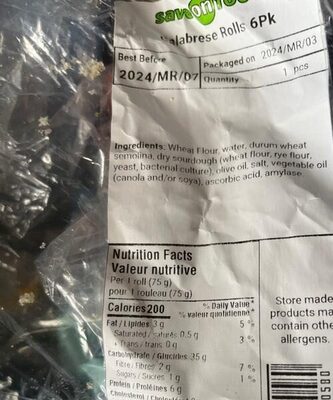 save on foods
Calabrese Rolls 6Pk
Best Before
2024/MR/07
Packaged on 2024/MR/03
Quantity 1 pcs
Ingredients: Wheat Flour, water, durum wheat
semolina, dry sourdough (wheat flour, rye flour,
yeast, bacterial culture), olive oil, salt, vegetable oil
(canola and/or soya), ascorbic acid, amylase.
Nutrition Facts
Valeur nutritive
Per 1 roll (75 g)
pour 1 rouleau (75 g)
Calories 200
% Daily Value*
% valeur quotidienne*
Fat / Lipides 3 g 5 %
Saturated / saturés 0.5 g 3 %
+ Trans / trans 0 g
Carbohydrate / Glucides 35 g
Fibre / Fibres 2 g 7 %
Sugars / Sucres 1 g 1 %
Protein / Protéines 6 g
Cholesterol / Cholestérol
Store made
products ma
contain othe
allergens.
00500